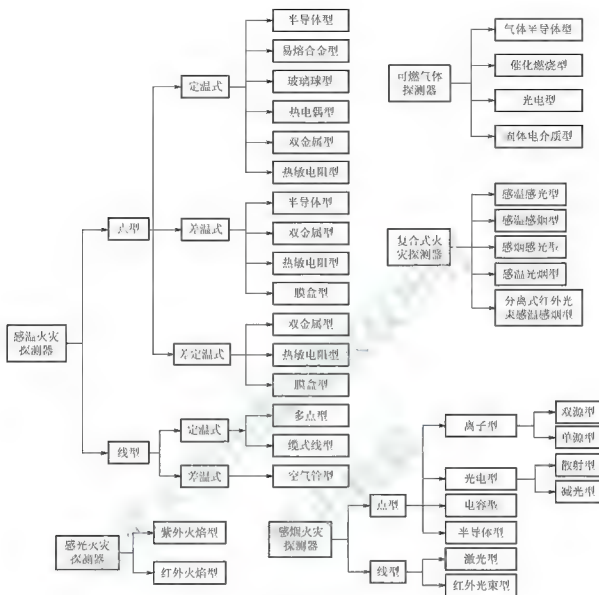 感温火灾
探测器
点型
定温式
半导体型
易熔合金型
玻璃球型
热电偶型
双金属型
热敏电阻型
差温式
半导体型
双金属型
热敏电阻型
膜盒型
差定温式
双金属型
热敏电阻型
膜盒型
线型
定温式
多点型
缆式线型
差温式
空气管型
可燃气体
探测器
气体半导体型
催化燃烧型
光电型
固体电介质型
复合式火
灾探测器
感温感光型
感温感烟型
感烟感光型
感温光烟型
分离式红外光
束感温感烟型
感光火灾
探测器
紫外火焰型
红外火焰型
感烟火灾
探测器
点型
离子型
双源型
单源型
光电型
散射型
减光型
电容型
半导体型
线型
激光型
红外光束型